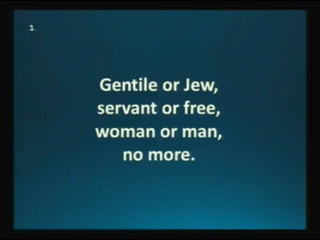 1
Gentile or Jew,
servant or free,
woman or man,
no more.